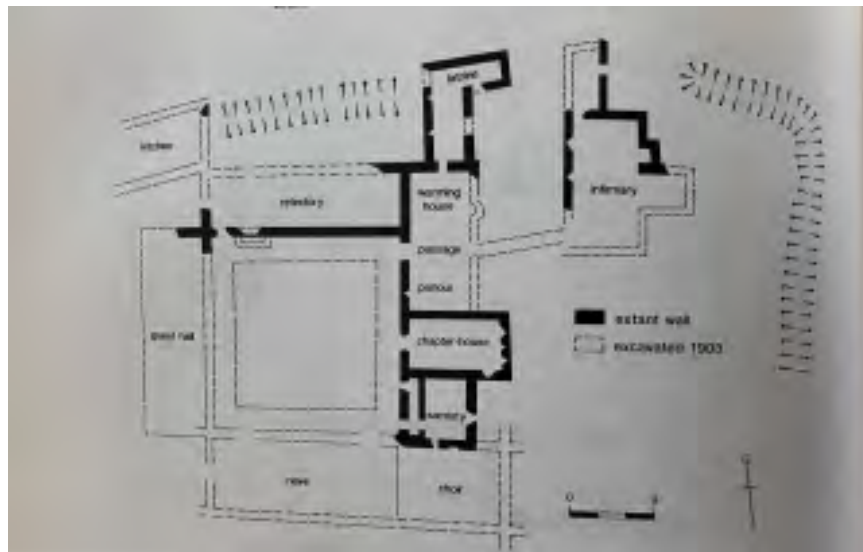 latrine
kitchen
infirmary
warming
house
refectory
passage
parlour
extant wall
chapter-house
excavated 1903
guest hall
sacristy
nave
choir
0